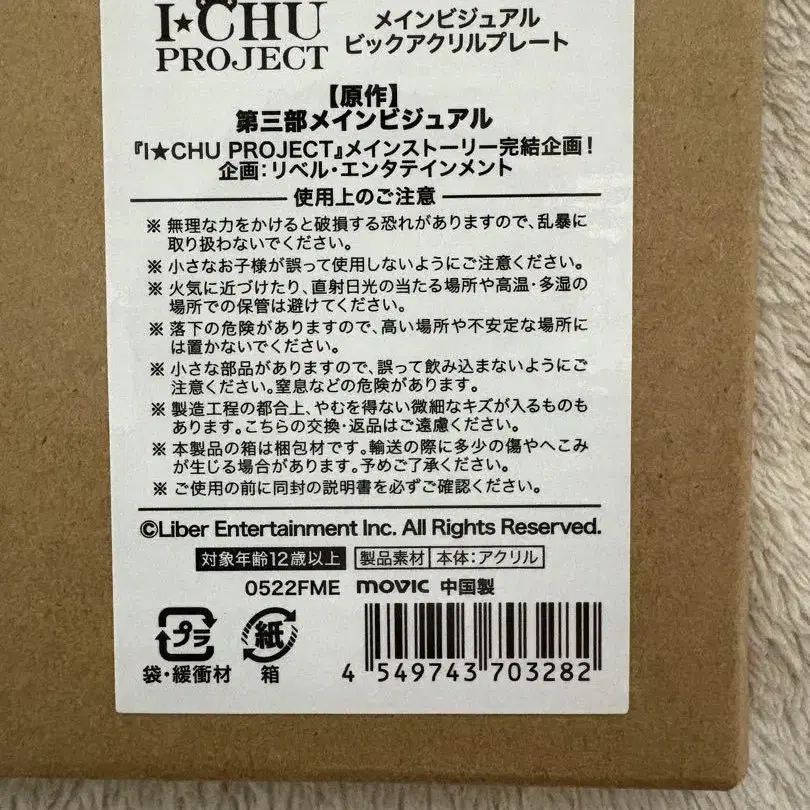 I★CHU
PROJECT
メインビジュアル
ビックアクリルプレート
【原作】
第三部メインビジュアル
『I★CHU PROJECT』メインストーリー完結企画！
企画：リベル・エンタテインメント
使用上のご注意
※ 無理な力をかけると破損する恐れがありますので、乱暴に
取り扱わないでください。
※ 小さなお子様が誤って使用しないようにご注意ください。
※ 火気に近づけたり、直射日光の当たる場所や高温・多湿の
場所での保管は避けてください。
※ 落下の危険がありますので、高い場所や不安定な場所に
は置かないでください。
※ 小さな部品がありますので、誤って飲み込まないようにご
注意ください。窒息などの危険があります。
※ 製造工程の都合上、やむを得ない微細なキズが入るものも
あります。こちらの交換・返品はご遠慮ください。
※ 本製品の箱は梱包材です。輸送の際に多少の傷やへこみ
が生じる場合があります。予めご了承ください。
※ ご使用の前に同封の説明書を必ずご確認ください。
©Liber Entertainment Inc. All Rights Reserved.
対象年齢12歳以上 製品素材 本体：アクリル
0522FME movic 中国製
プラ 紙
袋・緩衝材 箱
4 549743 703282